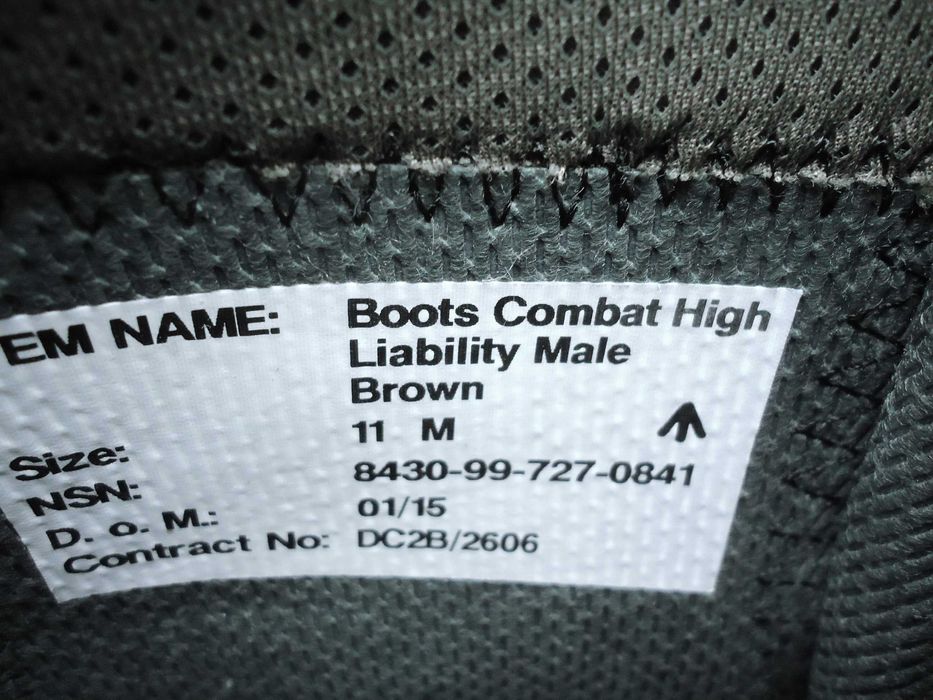 EM NAME: Boots Combat High
Liability Male
Brown
Size: 11 M
NSN: 8430-99-727-0841
D. o. M.: 01/15
Contract No: DC2B/2606